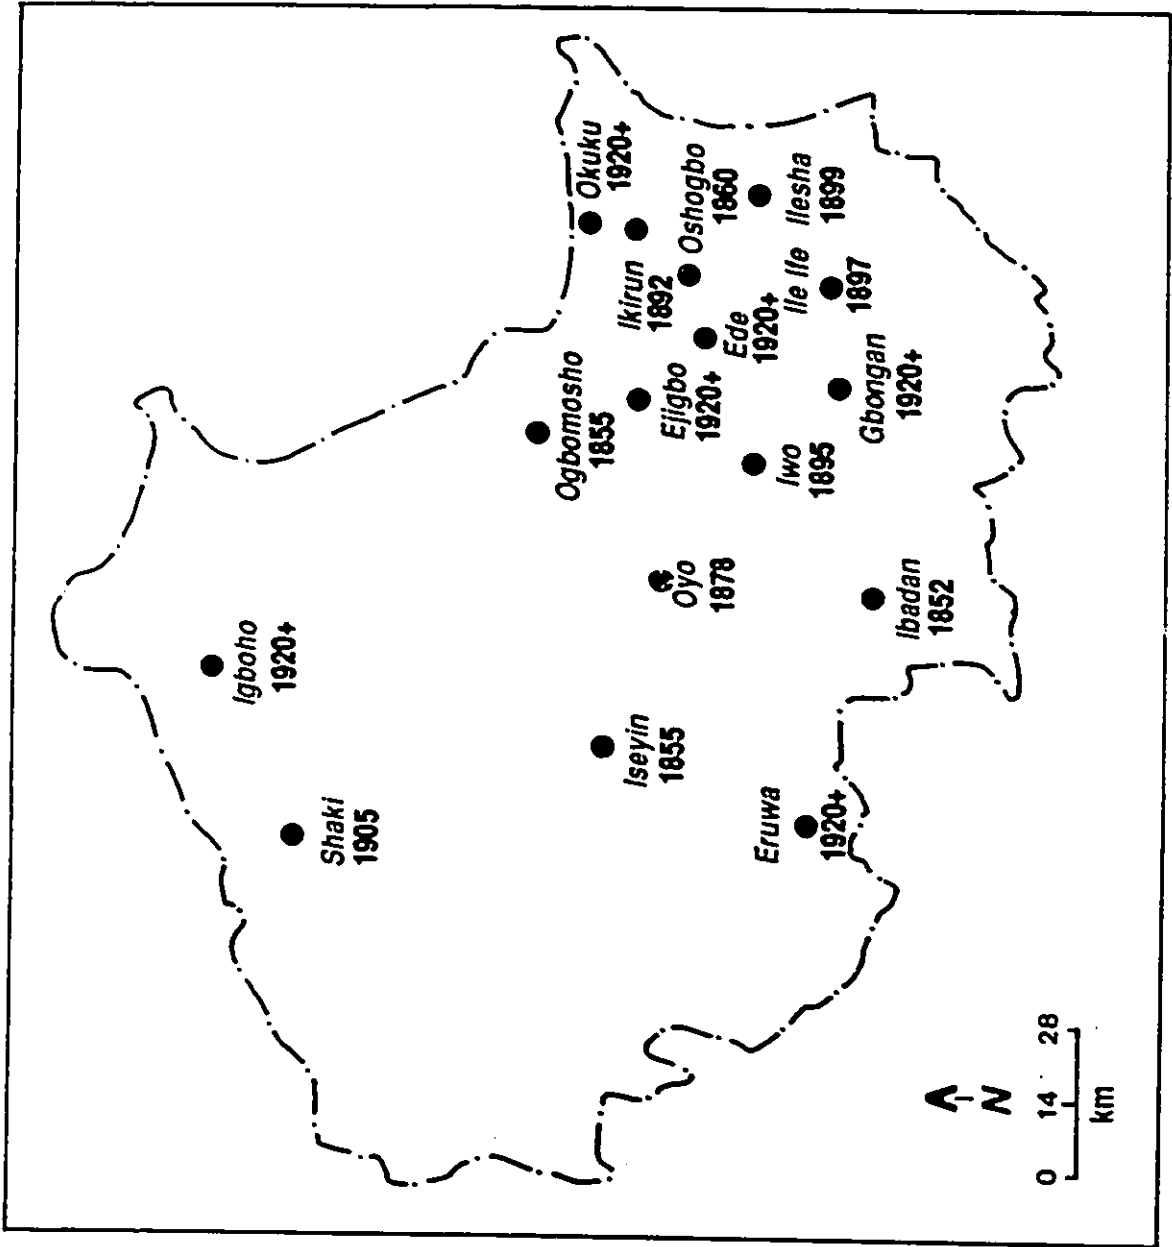 Igboho
1920+
Shaki
1905
Okuku
1920+
Ikirun
1892
Oshogbo
1860
Ogbomosho
1855
Ejigbo
1920+
Ede
1920+
Ilesha
1899
Ile Ife
1897
Iwo
1895
Gbongan
1920+
Oyo
1878
Iseyin
1855
Ibadan
1852
Eruwa
1920+
N
0 14 28
km